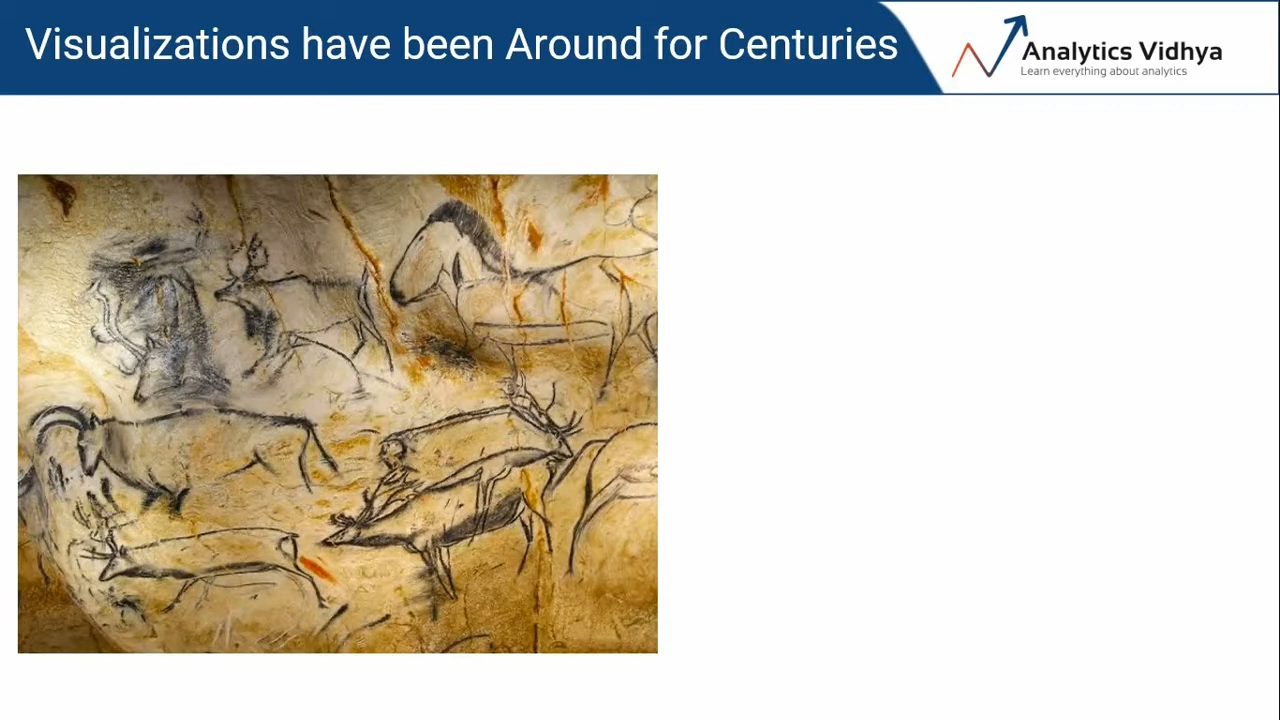 Visualizations have been Around for Centuries
Analytics Vidhya
Learn everything about analytics